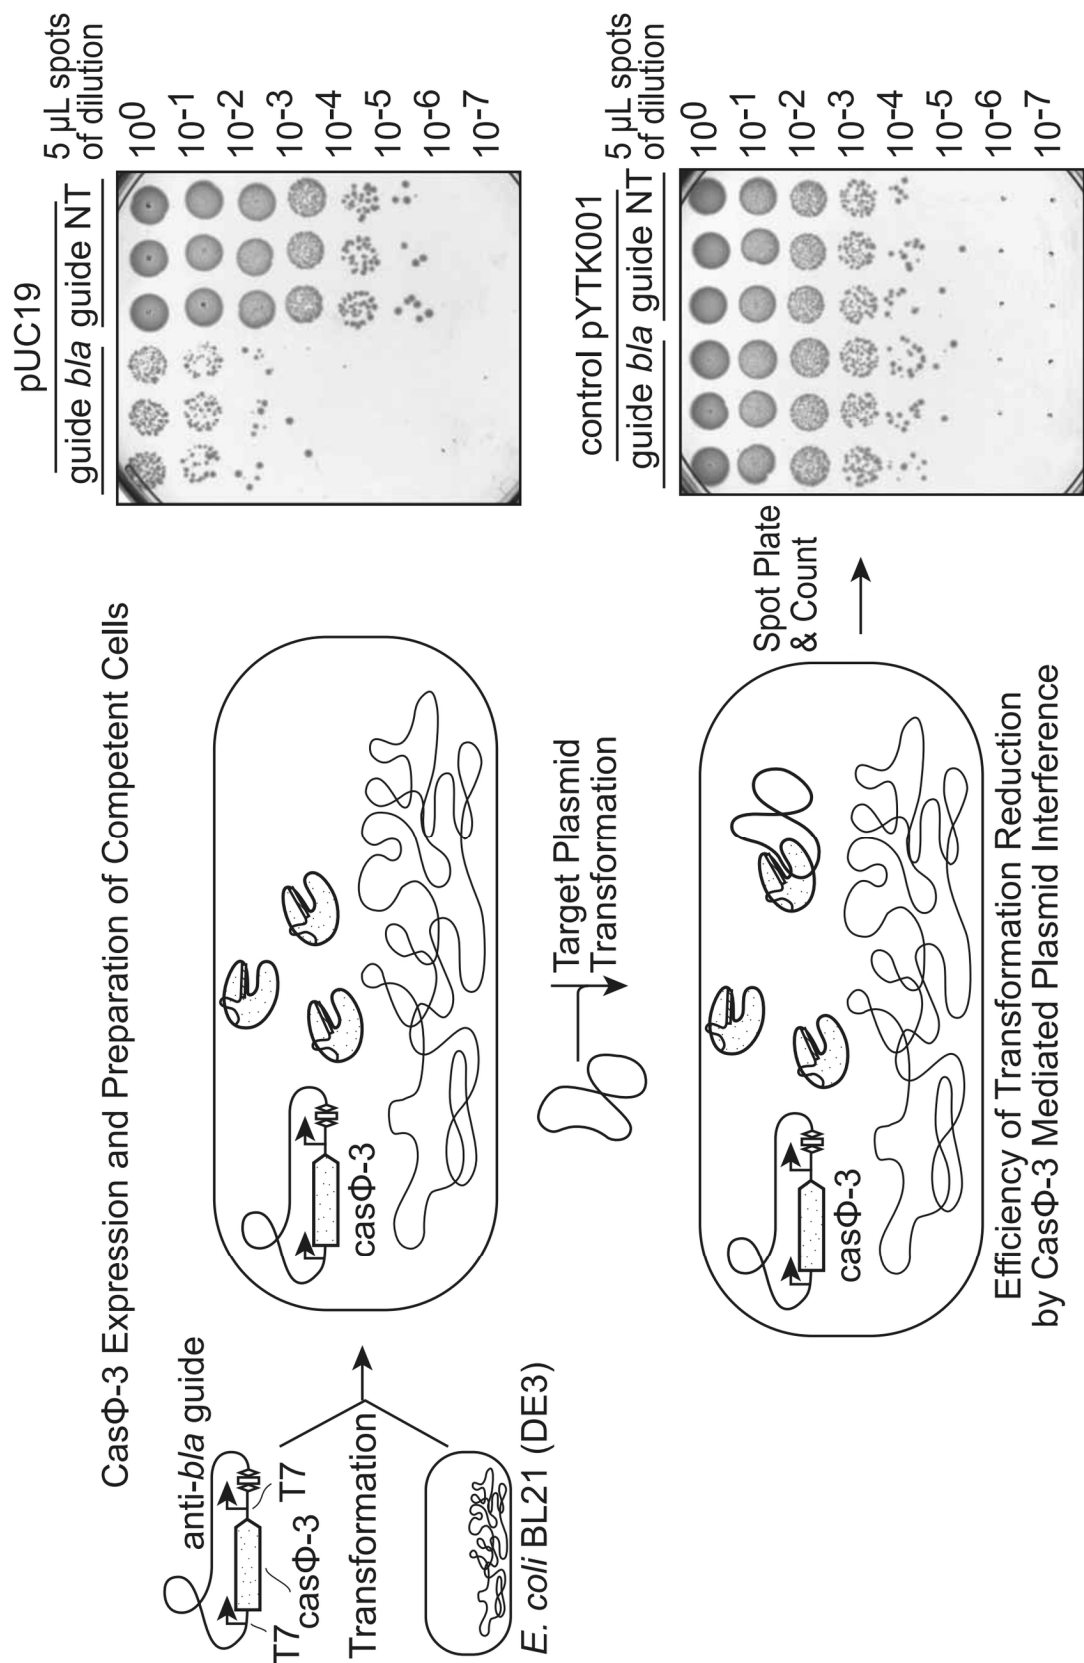 CasΦ-3 Expression and Preparation of Competent Cells
anti-bla guide
T7
casΦ-3
T7
Transformation
E. coli BL21 (DE3)
casΦ-3
Target Plasmid
Transformation
casΦ-3
Efficiency of Transformation Reduction
by CasΦ-3 Mediated Plasmid Interference
Spot Plate
& Count
pUC19
guide bla guide NT
5 µL spots
of dilution
10⁰
10⁻¹
10⁻²
10⁻³
10⁻⁴
10⁻⁵
10⁻⁶
10⁻⁷
control pYTK001
guide bla guide NT
5 µL spots
of dilution
10⁰
10⁻¹
10⁻²
10⁻³
10⁻⁴
10⁻⁵
10⁻⁶
10⁻⁷